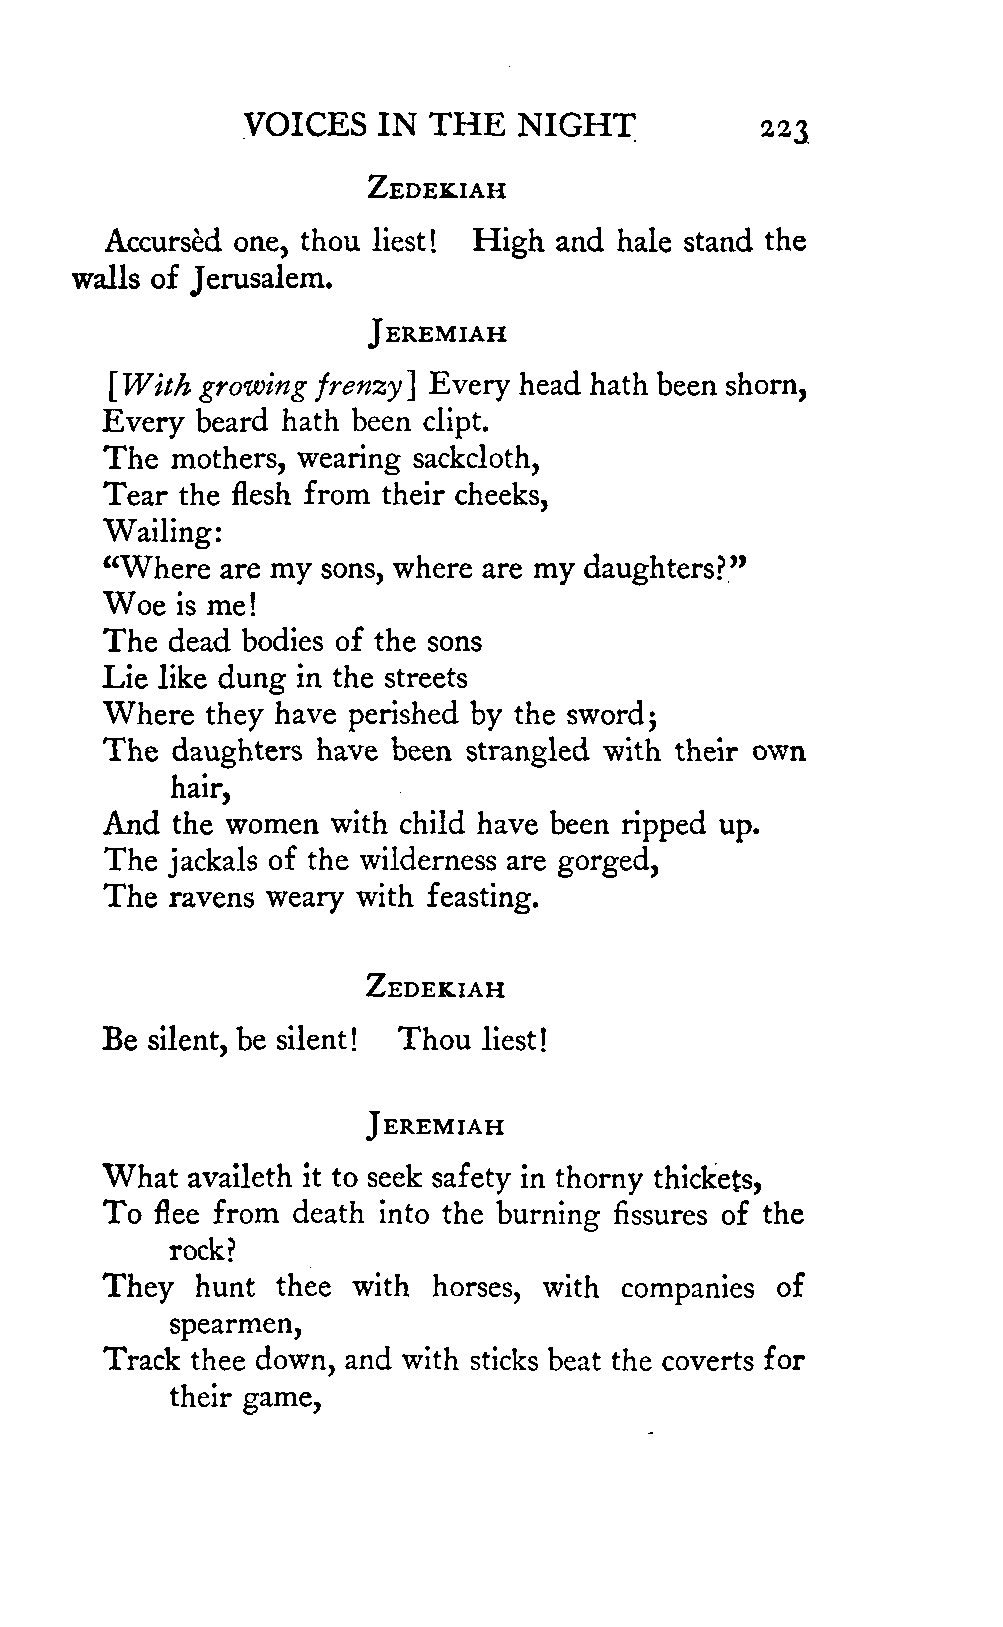 VOICES IN THE NIGHT 223
ZEDEKIAH
Accursèd one, thou liest! High and hale stand the
walls of Jerusalem.
JEREMIAH
[With growing frenzy] Every head hath been shorn,
Every beard hath been clipt.
The mothers, wearing sackcloth,
Tear the flesh from their cheeks,
Wailing:
“Where are my sons, where are my daughters?”
Woe is me!
The dead bodies of the sons
Lie like dung in the streets
Where they have perished by the sword;
The daughters have been strangled with their own
hair,
And the women with child have been ripped up.
The jackals of the wilderness are gorged,
The ravens weary with feasting.
ZEDEKIAH
Be silent, be silent! Thou liest!
JEREMIAH
What availeth it to seek safety in thorny thickets,
To flee from death into the burning fissures of the
rock?
They hunt thee with horses, with companies of
spearmen,
Track thee down, and with sticks beat the coverts for
their game,